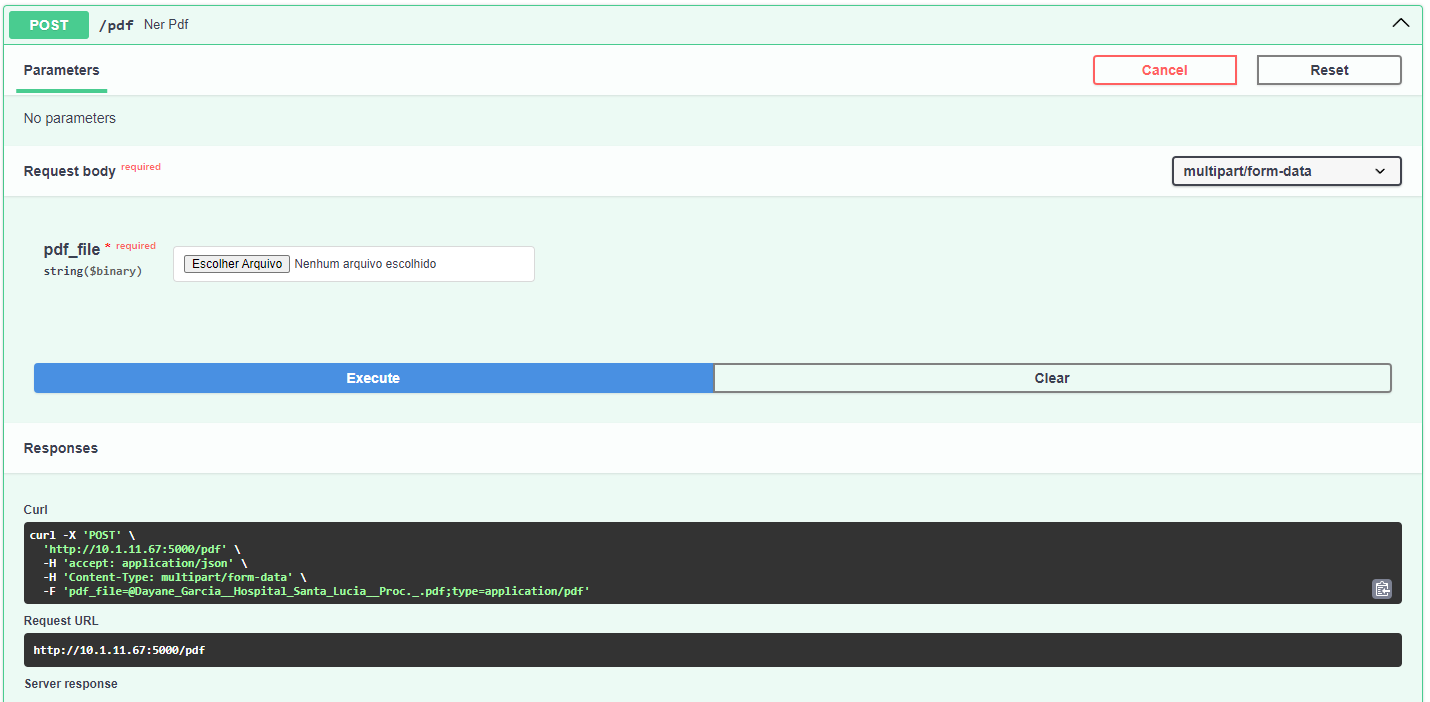 POST /pdf Ner Pdf
Parameters
Cancel
Reset
No parameters
Request body required
multipart/form-data
pdf_file * required
string($binary)
Escolher Arquivo Nenhum arquivo escolhido
Execute
Clear
Responses
Curl
curl -X 'POST' \
'http://10.1.11.67:5000/pdf' \
-H 'accept: application/json' \
-H 'Content-Type: multipart/form-data' \
-F 'pdf_file=@Dayane_Garcia__Hospital_Santa_Lucia__Proc._.pdf;type=application/pdf'
Request URL
http://10.1.11.67:5000/pdf
Server response